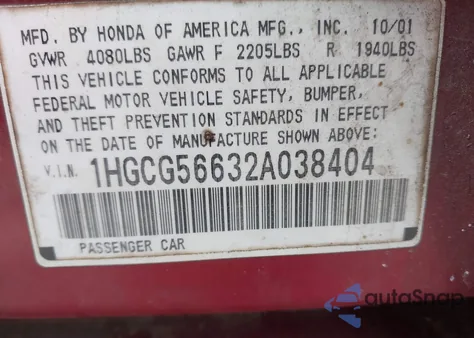 MFD. BY HONDA OF AMERICA MFG., INC. 10/01
GVWR 4080LBS GAWR F 2205LBS R 1940LBS
THIS VEHICLE CONFORMS TO ALL APPLICABLE
FEDERAL MOTOR VEHICLE SAFETY, BUMPER,
AND THEFT PREVENTION STANDARDS IN EFFECT
ON THE DATE OF MANUFACTURE SHOWN ABOVE:
V.I.N. 1HGCG56632A038404
PASSENGER CAR
autoSnap